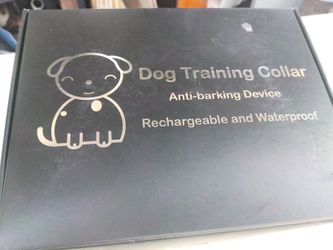 Dog Training Collar
Anti-barking Device
Rechargeable and Waterproof